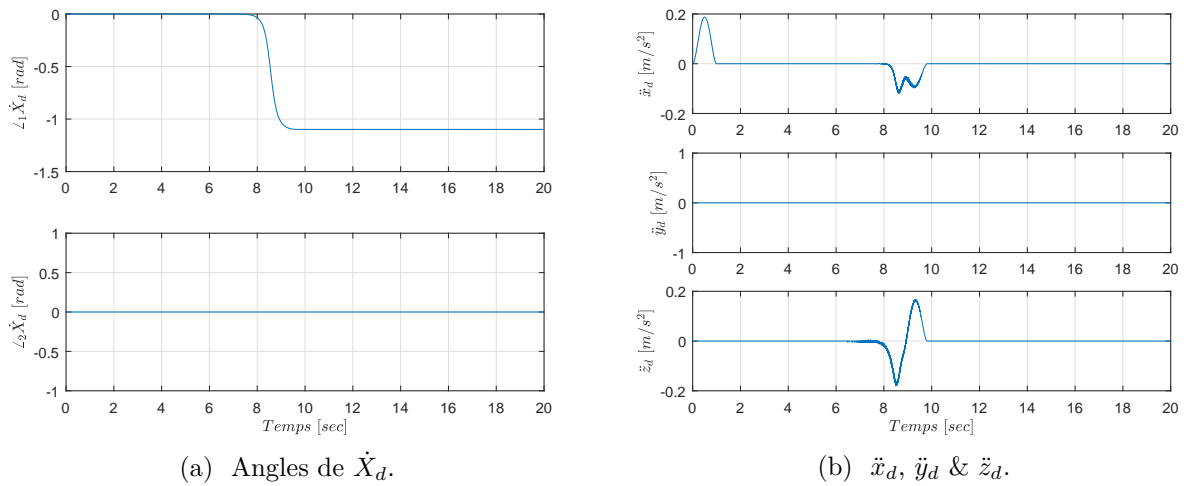 0
-0.5
-1
-1.5
∠₁Ẋ_d [rad]
0 2 4 6 8 10 12 14 16 18 20
1
0.5
0
-0.5
-1
∠₂Ẋ_d [rad]
0 2 4 6 8 10 12 14 16 18 20
Temps [sec]
(a) Angles de Ẋ_d.
0.2
0
-0.2
ẍ_d [m/s²]
0 2 4 6 8 10 12 14 16 18 20
1
0
-1
ÿ_d [m/s²]
0 2 4 6 8 10 12 14 16 18 20
0.2
0
-0.2
z̈_d [m/s²]
0 2 4 6 8 10 12 14 16 18 20
Temps [sec]
(b) ẍ_d, ÿ_d & z̈_d.